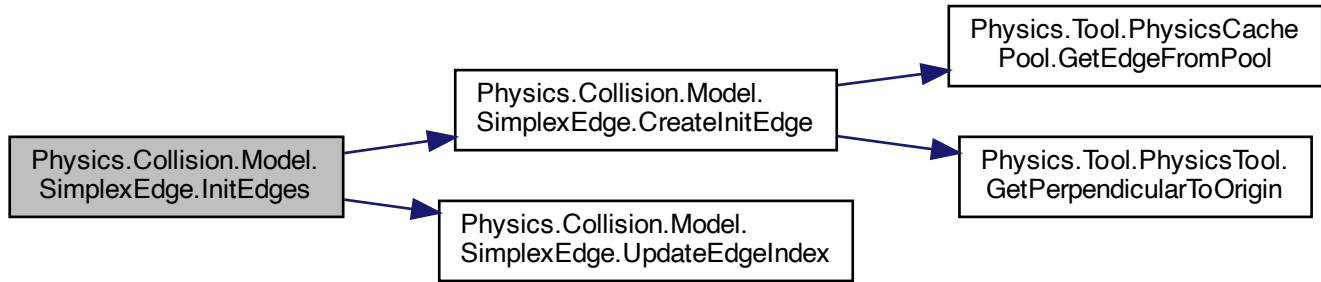 Physics.Collision.Model.
SimplexEdge.InitEdges
Physics.Collision.Model.
SimplexEdge.CreateInitEdge
Physics.Tool.PhysicsCache
Pool.GetEdgeFromPool
Physics.Tool.PhysicsTool.
GetPerpendicularToOrigin
Physics.Collision.Model.
SimplexEdge.UpdateEdgeIndex